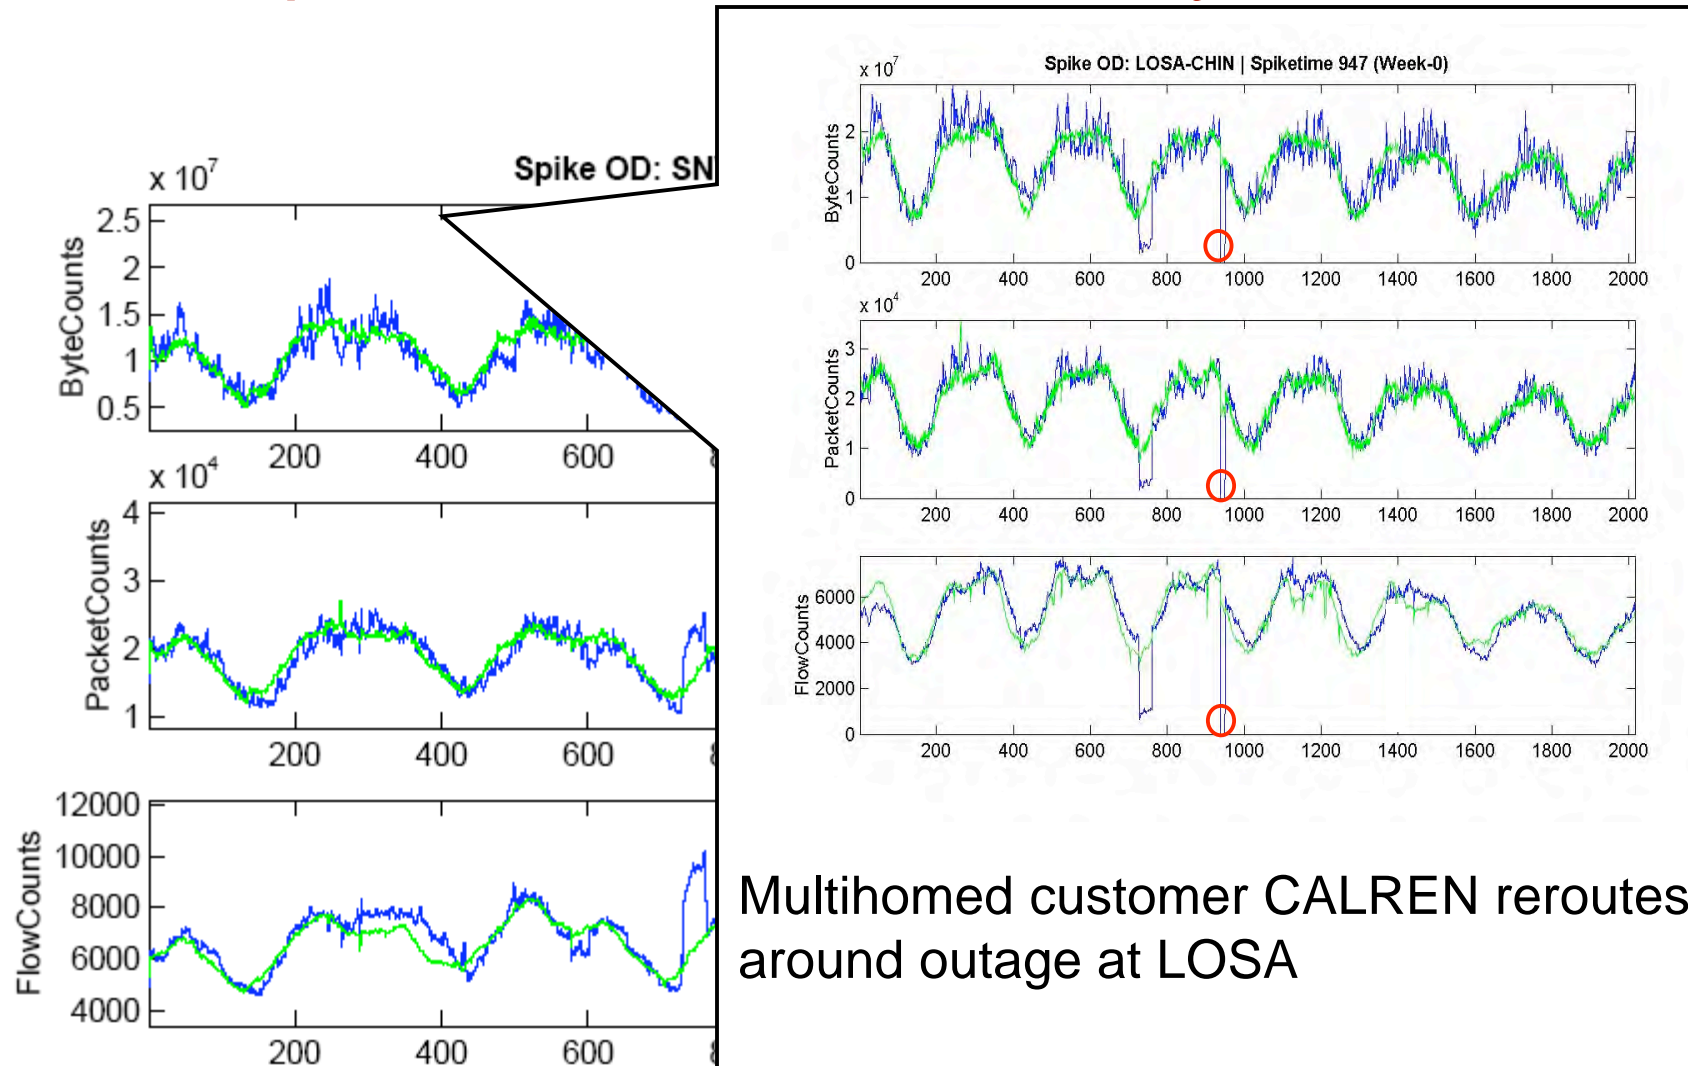 x 10^7
Spike OD: SN
ByteCounts
2.5
2
1.5
1
0.5
200 400 600
x 10^4
PacketCounts
4
3
2
1
200 400 600
FlowCounts
12000
10000
8000
6000
4000
200 400 600
Spike OD: LOSA-CHIN | Spiketime 947 (Week-0)
x 10^7
ByteCounts
2
1
0
200 400 600 800 1000 1200 1400 1600 1800 2000
x 10^4
PacketCounts
3
2
1
0
200 400 600 800 1000 1200 1400 1600 1800 2000
FlowCounts
6000
4000
2000
0
200 400 600 800 1000 1200 1400 1600 1800 2000
Multihomed customer CALREN reroutes
around outage at LOSA